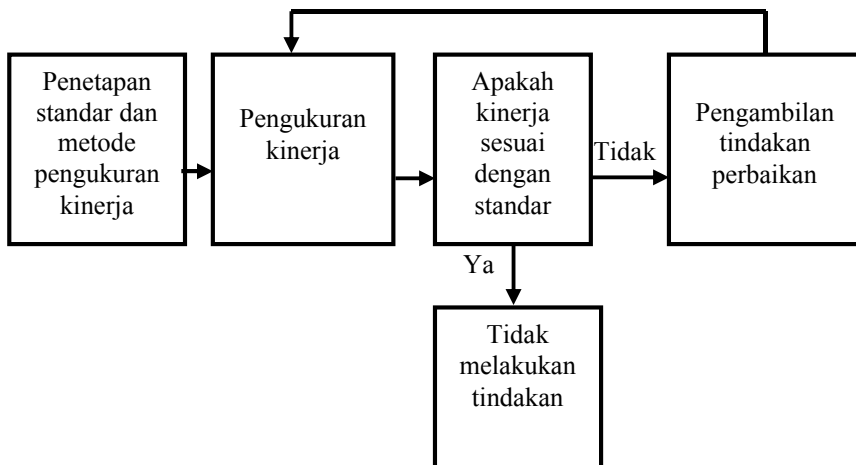 Penetapan
standar dan
metode
pengukuran
kinerja
Pengukuran
kinerja
Apakah
kinerja
sesuai
dengan
standar
Tidak
Pengambilan
tindakan
perbaikan
Ya
Tidak
melakukan
tindakan